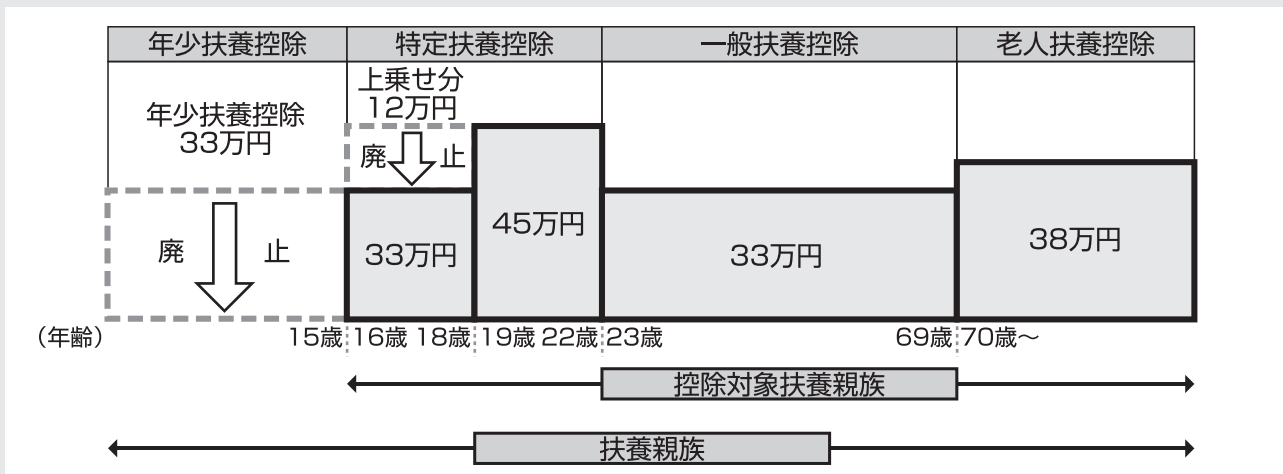 年少扶養控除
特定扶養控除
一般扶養控除
老人扶養控除
年少扶養控除
33万円
上乗せ分
12万円
廃 止
廃 止
33万円
45万円
33万円
38万円
（年齢）
15歳 16歳 18歳 19歳 22歳 23歳 69歳 70歳～
控除対象扶養親族
扶養親族